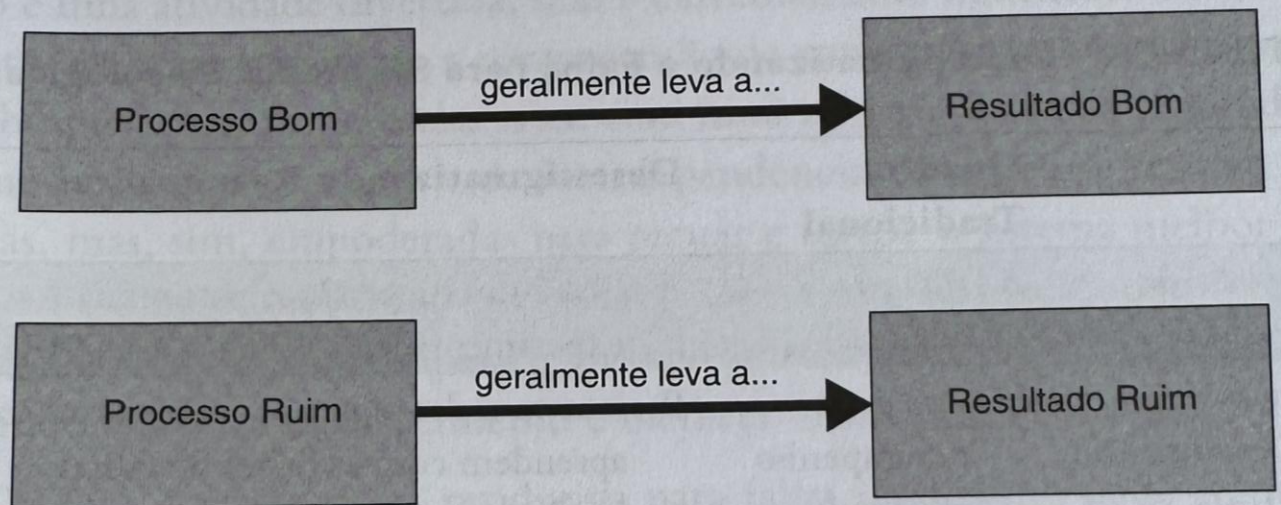 Processo Bom
geralmente leva a...
Resultado Bom
Processo Ruim
geralmente leva a...
Resultado Ruim